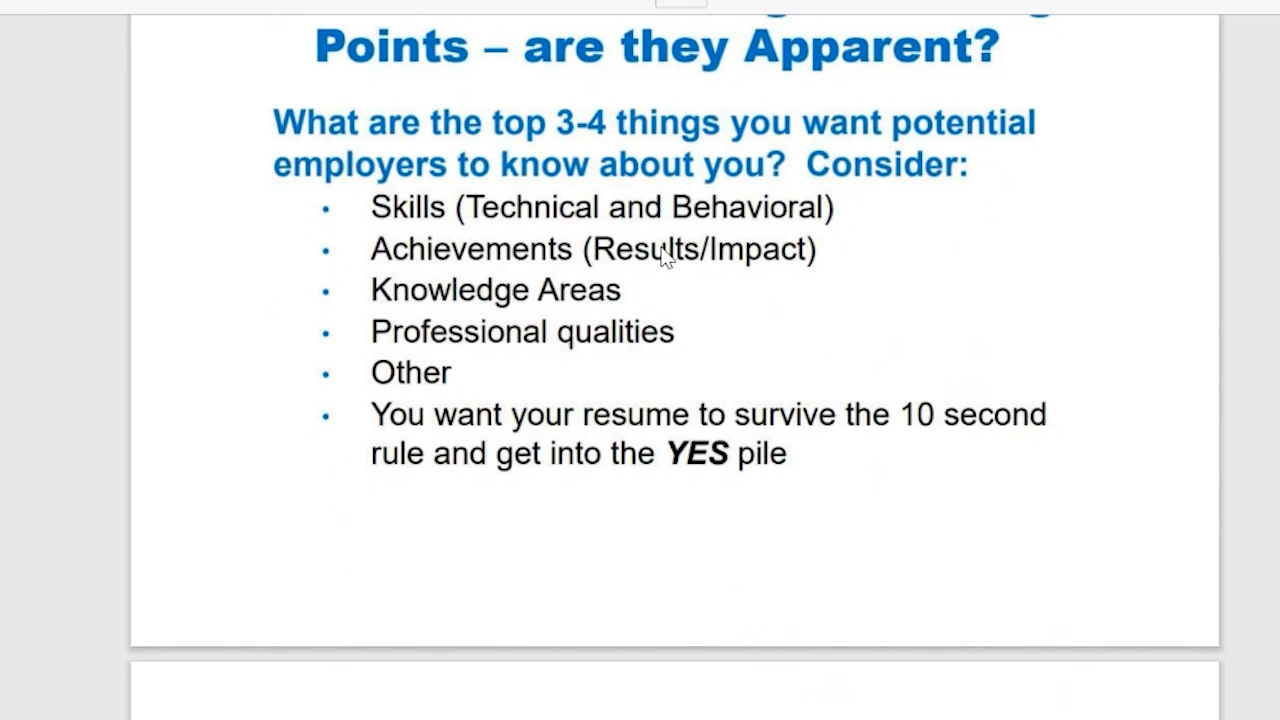 Points – are they Apparent?
What are the top 3-4 things you want potential
employers to know about you?  Consider:
• Skills (Technical and Behavioral)
• Achievements (Results/Impact)
• Knowledge Areas
• Professional qualities
• Other
• You want your resume to survive the 10 second
rule and get into the YES pile